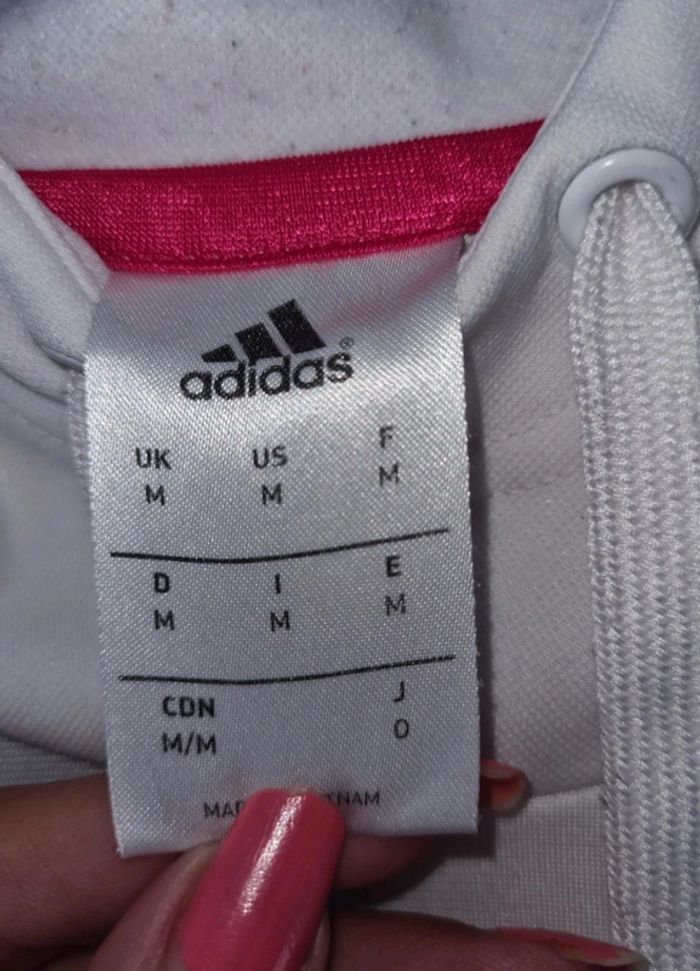 adidas®
UK US F
M M M
D I E
M M M
CDN J
M/M O